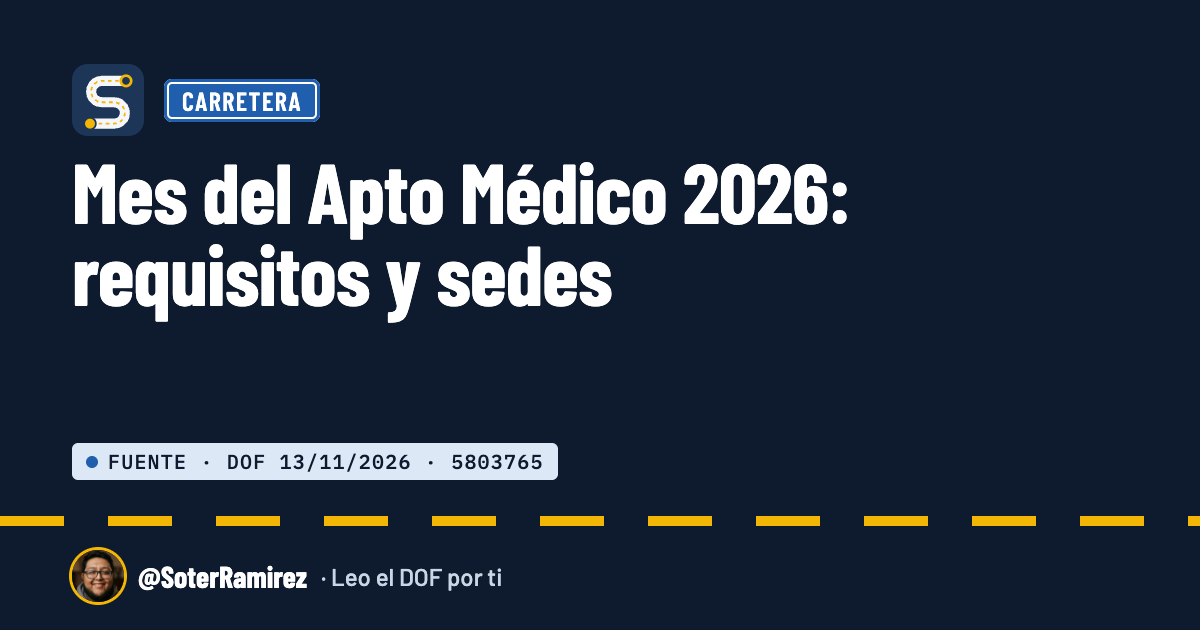 CARRETERA
Mes del Apto Médico 2026:
requisitos y sedes
FUENTE · DOF 13/11/2026 · 5803765
@SoterRamirez · Leo el DOF por ti